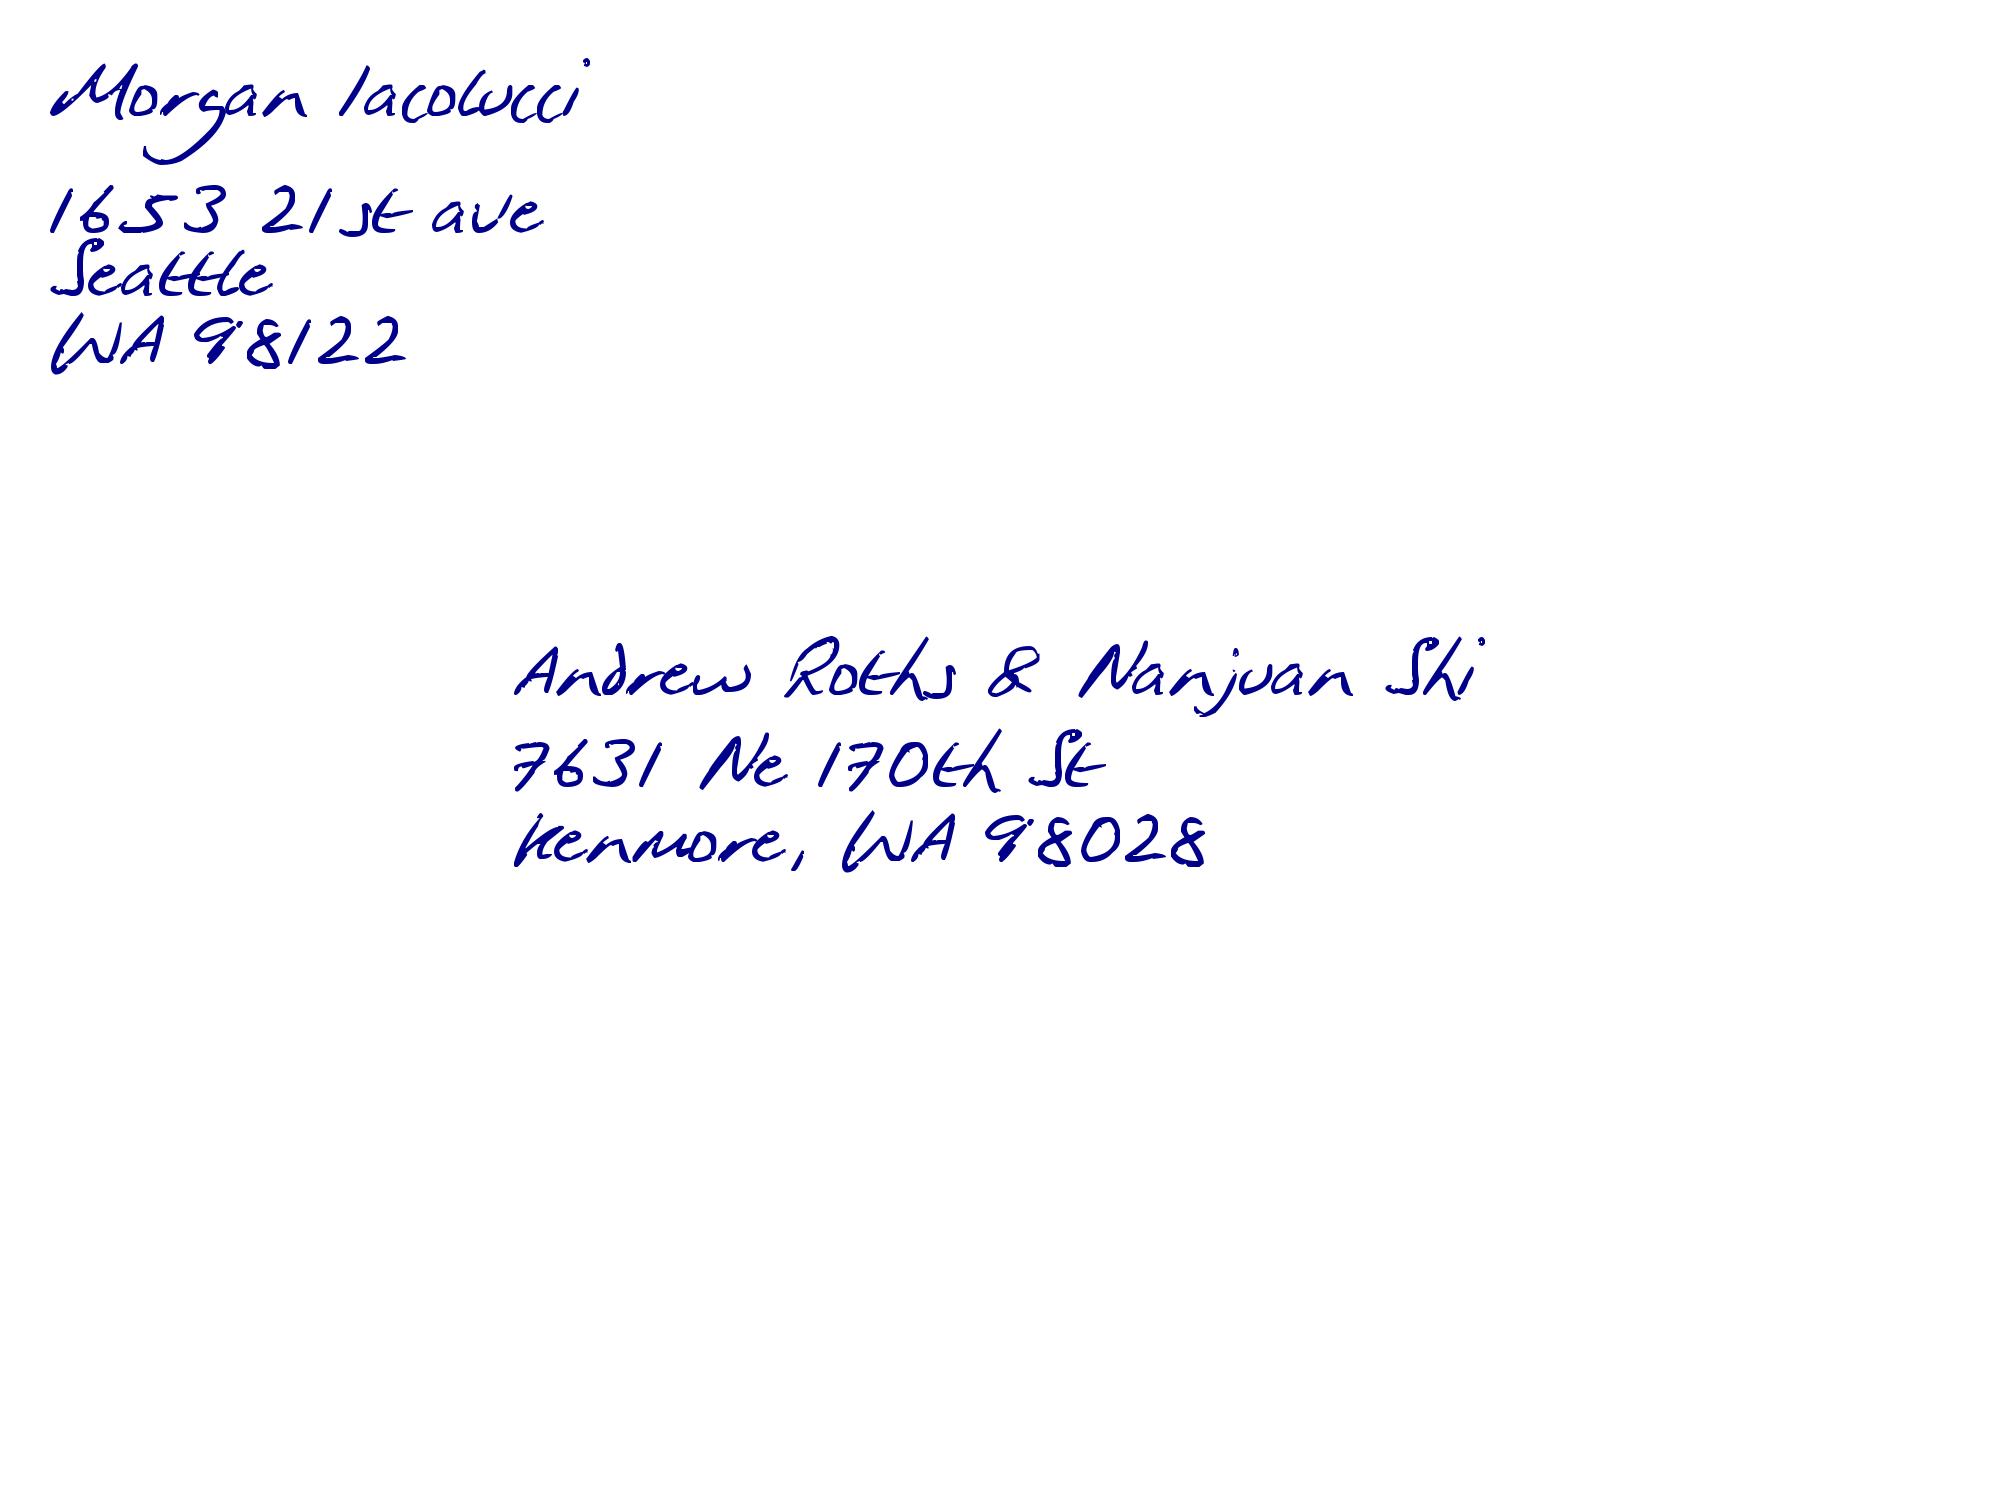 Morgan Iacolucci
1653 21st ave
Seattle
WA 98122
Andrew Roths & Nanjuan Shi
7631 Ne 170th St
Kenmore, WA 98028